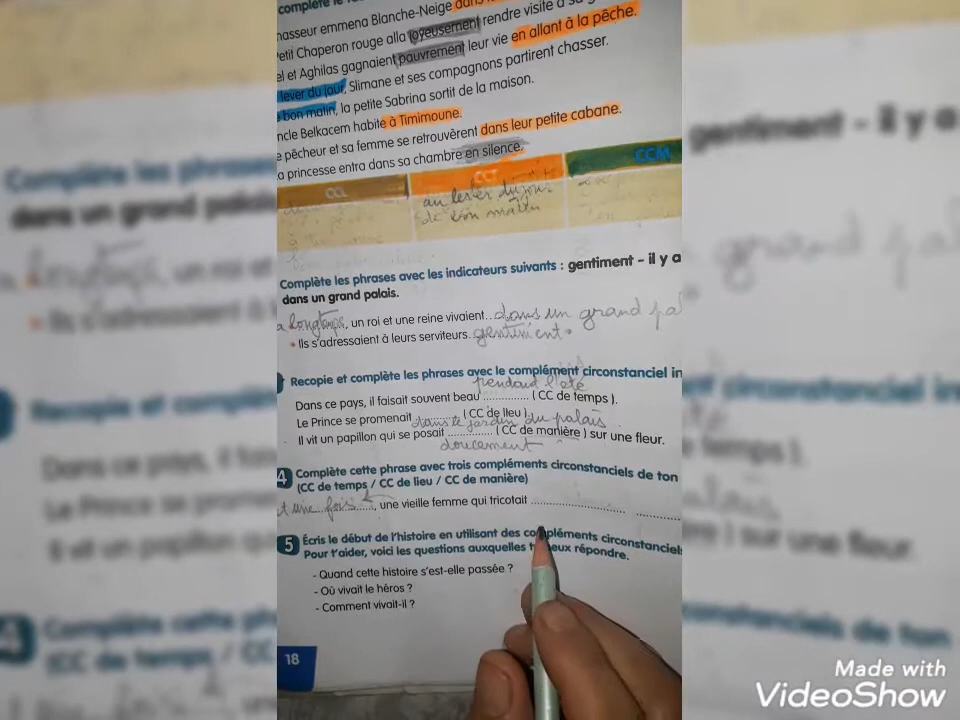 complète le
hasseur emmena Blanche-Neige dans
etit Chaperon rouge alla joyeusement rendre visite à sa g
el et Aghilas gagnaient pauvrement leur vie en allant à la pêche.
lever du jour, Slimane et ses compagnons partirent chasser.
bon matin, la petite Sabrina sortit de la maison.
ncle Belkacem habite à Timimoune.
e pêcheur et sa femme se retrouvèrent dans leur petite cabane.
a princesse entra dans sa chambre en silence.
CCL CCT CCM
au lever du jour
de bon matin
Complète les phrases avec les indicateurs suivants : gentiment – il y a
dans un grand palais.
a longtemps, un roi et une reine vivaient...dans un grand pal
• Ils s'adressaient à leurs serviteurs. gentiment.
Recopie et complète les phrases avec le complément circonstanciel in
pendant l'été
Dans ce pays, il faisait souvent beau .............. ( CC de temps ).
Le Prince se promenait .............. ( CC de lieu ).
dans le jardin du palais
Il vit un papillon qui se posait .............. ( CC de manière ) sur une fleur.
doucement
4 Complète cette phrase avec trois compléments circonstanciels de ton
(CC de temps / CC de lieu / CC de manière)
t une fois......, une vieille femme qui tricotait ..............................
5 Écris le début de l'histoire en utilisant des compléments circonstanciels
Pour t'aider, voici les questions auxquelles tu peux répondre.
- Quand cette histoire s'est-elle passée ?
- Où vivait le héros ?
- Comment vivait-il ?
18
Made with
VideoShow